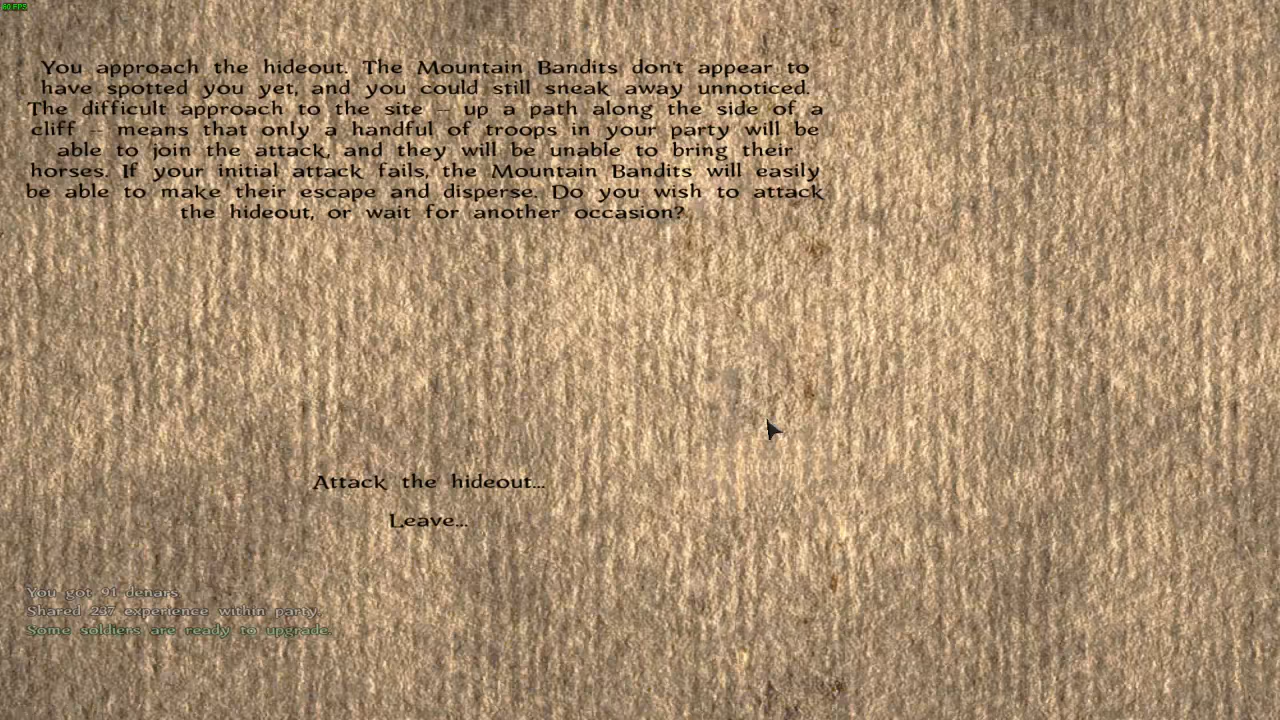 60 FPS
You approach the hideout. The Mountain Bandits don't appear to
have spotted you yet, and you could still sneak away unnoticed.
The difficult approach to the site -- up a path along the side of a
cliff -- means that only a handful of troops in your party will be
able to join the attack, and they will be unable to bring their
horses. If your initial attack fails, the Mountain Bandits will easily
be able to make their escape and disperse. Do you wish to attack
the hideout, or wait for another occasion?
Attack the hideout...
Leave...
You got 91 denars.
Shared 237 experience within party.
Some soldiers are ready to upgrade.